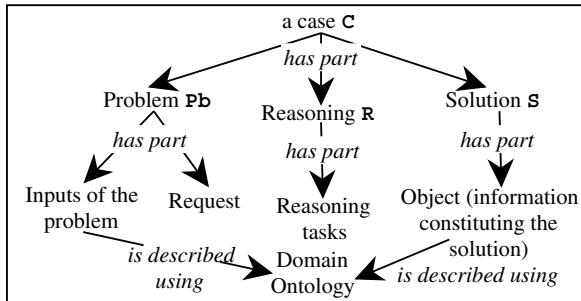 a case C
has part
Problem Pb
Reasoning R
Solution S
has part
has part
has part
Inputs of the
problem
Request
Reasoning
tasks
Object (information
constituting the
solution)
is described
using
Domain
Ontology
is described using